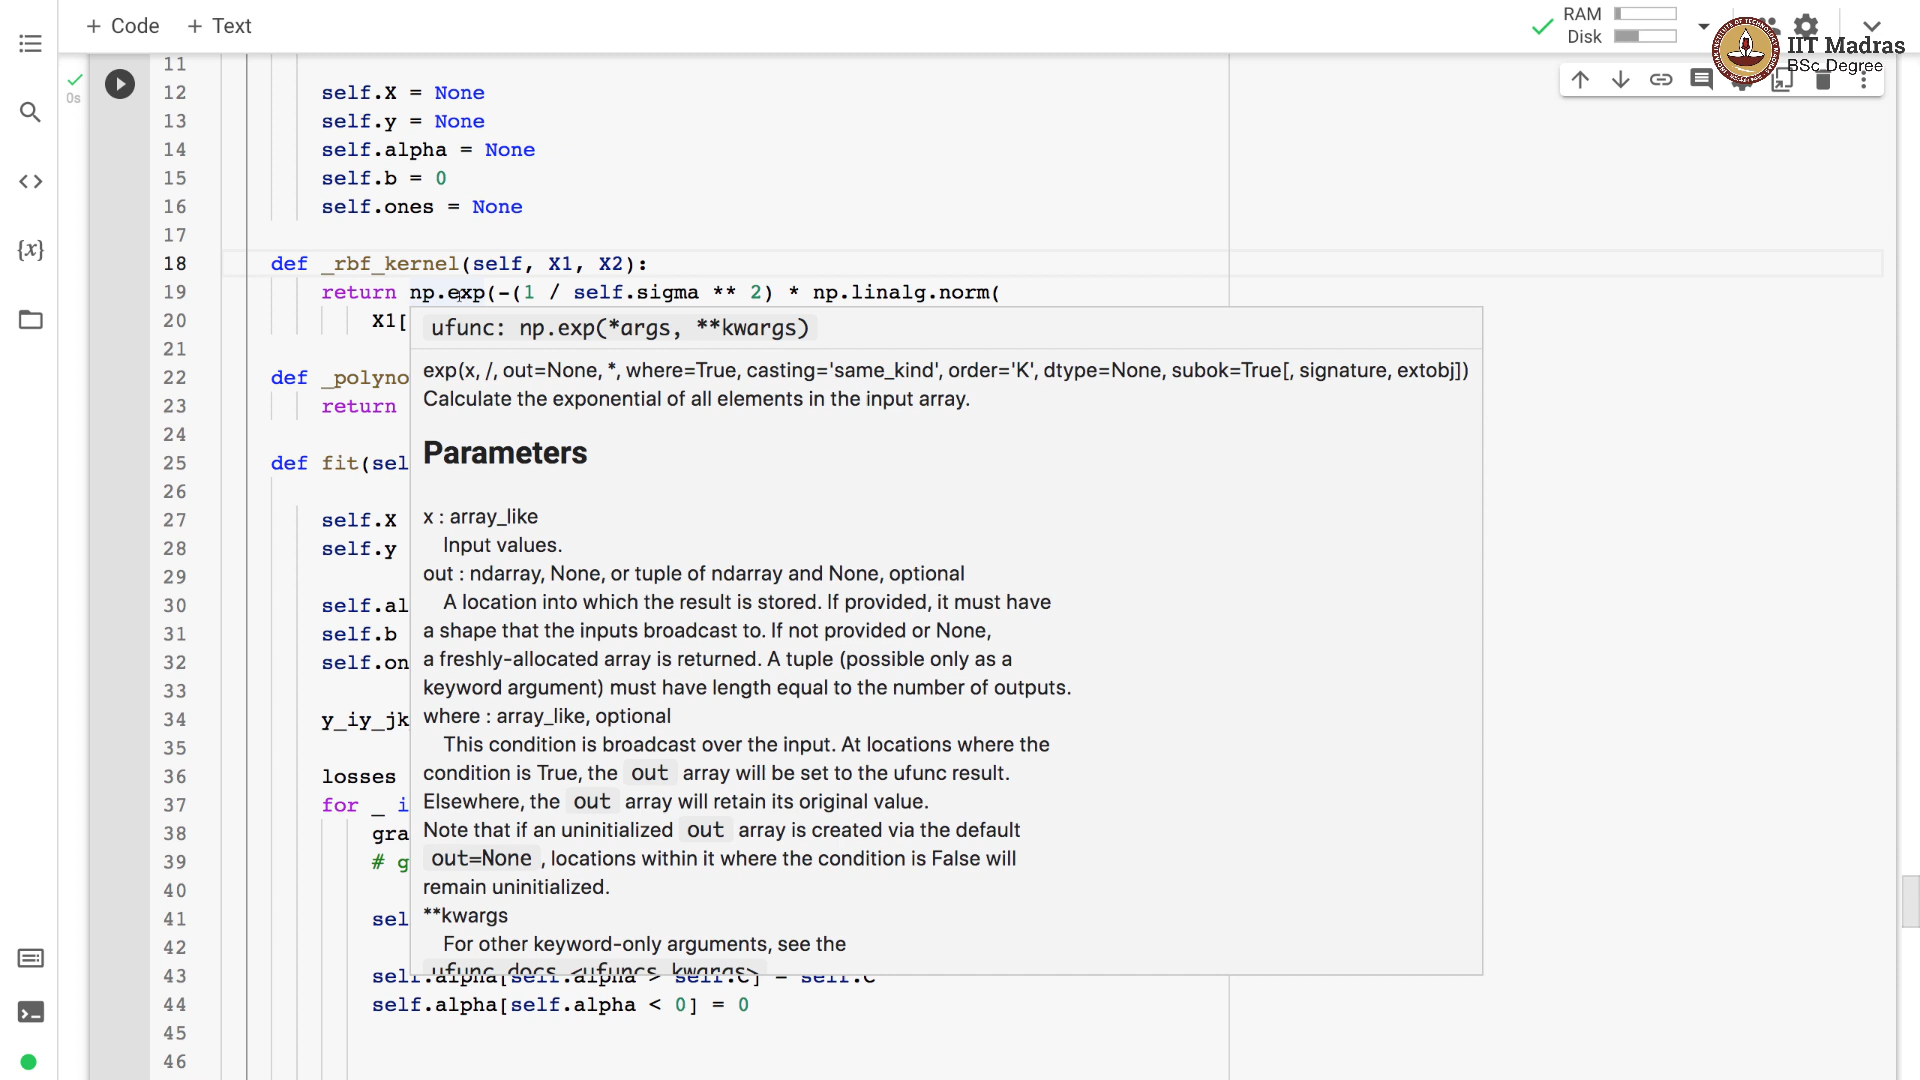 + Code + Text
RAM
Disk
IIT Madras
BSc Degree
0s
11
12 self.X = None
13 self.y = None
14 self.alpha = None
15 self.b = 0
16 self.ones = None
17
18 def _rbf_kernel(self, X1, X2):
19 return np.exp(-(1 / self.sigma ** 2) * np.linalg.norm(
20 X1[
21
22 def _polyno
23 return
24
25 def fit(sel
26
27 self.X
28 self.y
29
30 self.al
31 self.b
32 self.on
33
34 y_iy_jk
35
36 losses
37 for _ i
38 gra
39 # g
40
41 sel
42
43 self.alpha[self.alpha > self.C] = self.C
44 self.alpha[self.alpha < 0] = 0
45
46
ufunc: np.exp(*args, **kwargs)
exp(x, /, out=None, *, where=True, casting='same_kind', order='K', dtype=None, subok=True[, signature, extobj])
Calculate the exponential of all elements in the input array.
Parameters
x : array_like
Input values.
out : ndarray, None, or tuple of ndarray and None, optional
A location into which the result is stored. If provided, it must have
a shape that the inputs broadcast to. If not provided or None,
a freshly-allocated array is returned. A tuple (possible only as a
keyword argument) must have length equal to the number of outputs.
where : array_like, optional
This condition is broadcast over the input. At locations where the
condition is True, the out array will be set to the ufunc result.
Elsewhere, the out array will retain its original value.
Note that if an uninitialized out array is created via the default
out=None , locations within it where the condition is False will
remain uninitialized.
**kwargs
For other keyword-only arguments, see the
ufunc docs <ufuncs.kwargs>